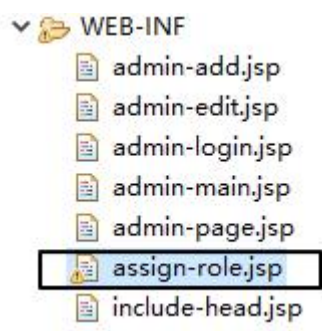 WEB-INF
admin-add.jsp
admin-edit.jsp
admin-login.jsp
admin-main.jsp
admin-page.jsp
assign-role.jsp
include-head.jsp